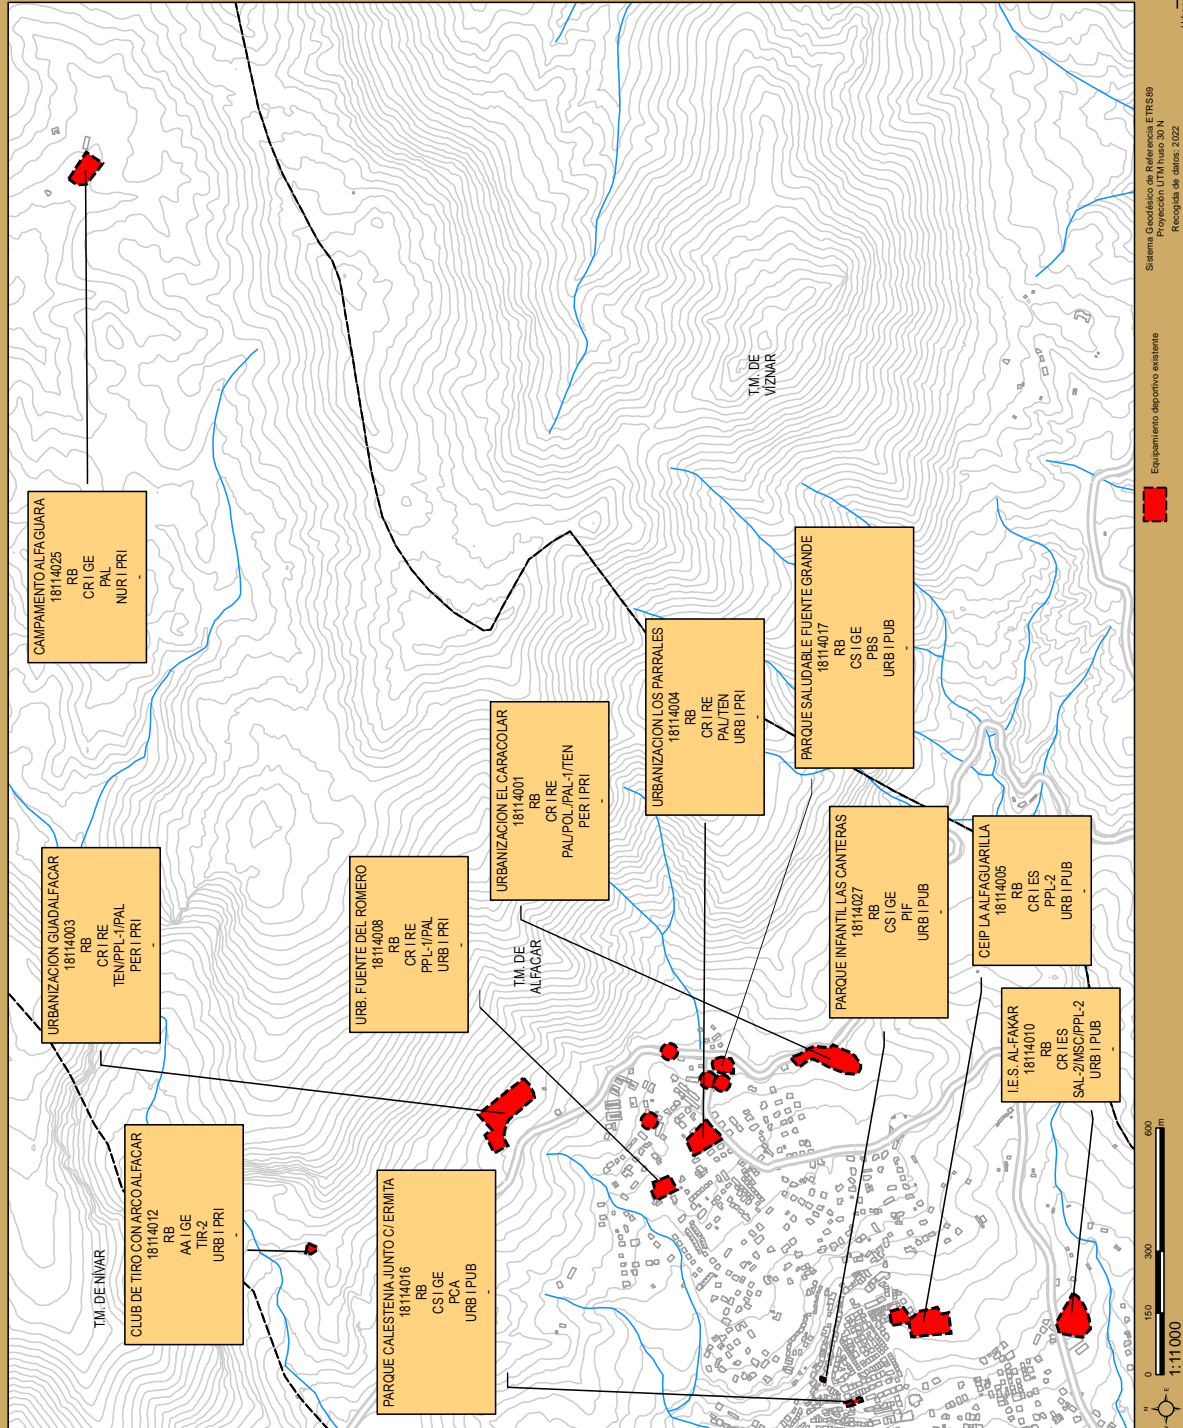 CAMPAMENTO ALFAGUARA
18114025
RB
CR I GE
PAL
NUR I PRI
-
URBANIZACION GUADALFACAR
18114003
RB
CR I RE
TEN/PPL-1/PAL
PER I PRI
-
CLUB DE TIRO CON ARCO ALFACAR
18114012
RB
AA I GE
TIR-2
URB I PRI
-
T.M. DE NÍVAR
URB. FUENTE DEL ROMERO
18114008
RB
CR I RE
PPL-1/PAL
URB I PRI
-
PARQUE CALESTENIA JUNTO C/ ERMITA
18114016
RB
CS I GE
PCA
URB I PUB
-
URBANIZACION EL CARACOLAR
18114001
RB
CR I RE
PAL/POL./PAL-1/TEN
PER I PRI
-
T.M. DE
ALFACAR
URBANIZACION LOS PARRALES
18114004
RB
CR I RE
PAL/TEN
URB I PRI
-
T.M. DE
VÍZNAR
PARQUE SALUDABLE FUENTE GRANDE
18114017
RB
CS I GE
PBS
URB I PUB
-
PARQUE INFANTIL LAS CANTERAS
18114027
RB
CS I GE
PIF
URB I PUB
-
CEIP LA ALFAGUARILLA
18114005
RB
CR I ES
PPL-2
URB I PUB
-
I.E.S. AL-FAKAR
18114010
RB
CR I ES
SAL-2/MSC/PPL-2
URB I PUB
-
N
E
0 150 300 600
m
1:11000
Equipamiento deportivo existente
Sistema Geodésico de Referencia ETRS89
Proyección UTM huso 30 N
Recogida de datos: 2022